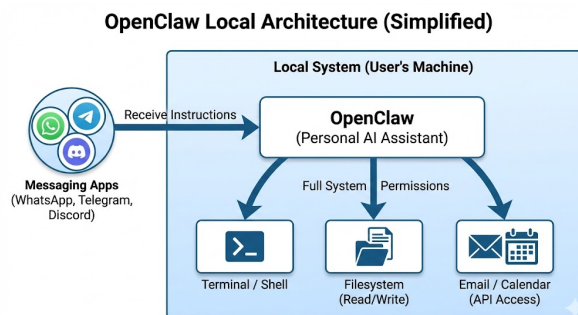 OpenClaw Local Architecture (Simplified)
Local System (User's Machine)
Receive Instructions
OpenClaw
(Personal AI Assistant)
Messaging Apps
(WhatsApp, Telegram,
Discord)
Full System Permissions
Terminal / Shell
Filesystem
(Read/Write)
Email / Calendar
(API Access)